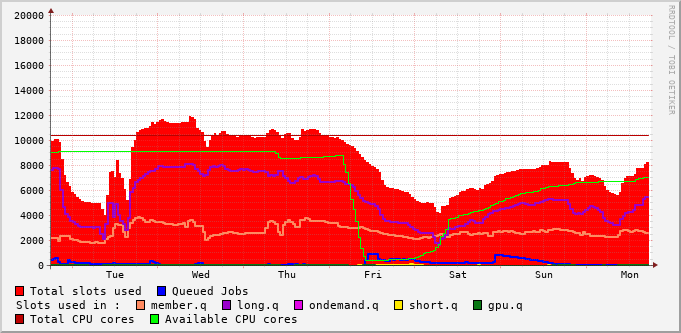 20000
18000
16000
14000
12000
10000
8000
6000
4000
2000
0
Tue Wed Thu Fri Sat Sun Mon
RRDTOOL / TOBI OETIKER
Total slots used Queued Jobs
Slots used in : member.q long.q ondemand.q short.q gpu.q
Total CPU cores Available CPU cores